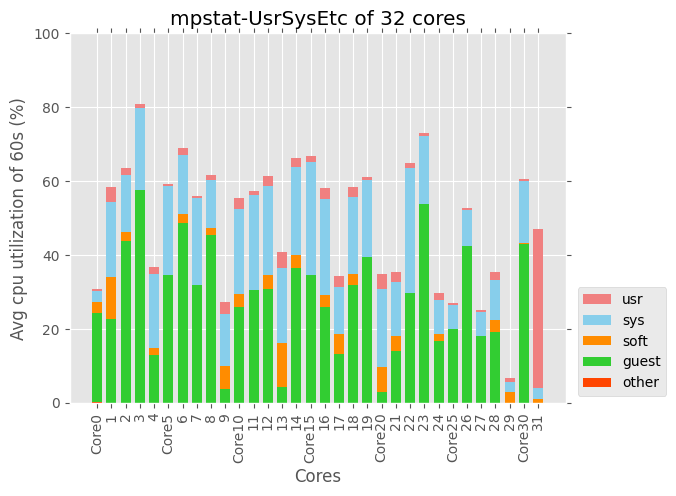 mpstat-UsrSysEtc of 32 cores
Avg cpu utilization of 60s (%)
100
80
60
40
20
0
Core0
1
2
3
4
Core5
6
7
8
9
Core10
11
12
13
14
Core15
16
17
18
19
Core20
21
22
23
24
Core25
26
27
28
29
Core30
31
Cores
usr
sys
soft
guest
other